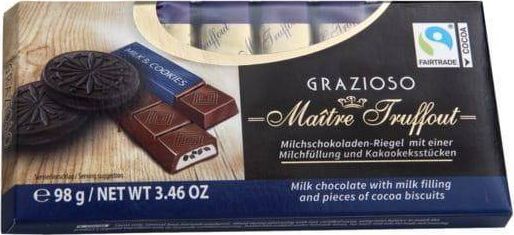 FAIRTRADE
COCOA
GRAZIOSO
Maître Truffout
MILK & COOKIES
Milchschokoladen-Riegel mit einer
Milchfüllung und Kakaokeksstücken
Serviervorschlag / Serving suggestion
℮ 98 g / NET WT 3.46 OZ
Milk chocolate with milk filling
and pieces of cocoa biscuits